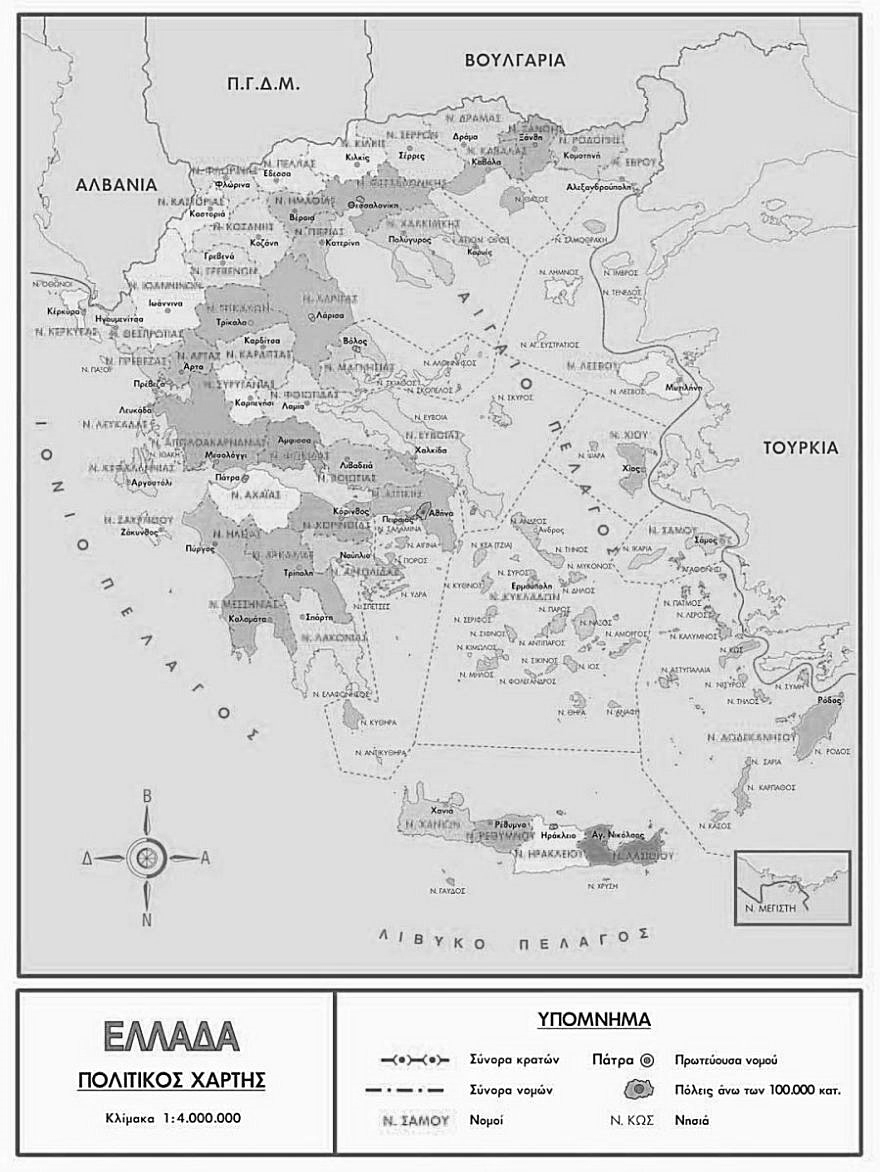 ΒΟΥΛΓΑΡΙΑ
Π.Γ.Δ.Μ.
ΑΛΒΑΝΙΑ
ΤΟΥΡΚΙΑ
Ν. ΔΡΑΜΑΣ
Ν. ΞΑΝΘΗΣ
Ν. ΣΕΡΡΩΝ
Δράμα
Ξάνθη
Ν. ΡΟΔΟΠΗΣ
Ν. ΚΙΛΚΙΣ
Κιλκίς
Σέρρες
Ν. ΚΑΒΑΛΑΣ
Καβάλα
Κομοτηνή
Ν. ΕΒΡΟΥ
Ν. ΠΕΛΛΑΣ
Έδεσσα
Ν. ΦΛΩΡΙΝΑΣ
Φλώρινα
Ν. ΘΕΣΣΑΛΟΝΙΚΗΣ
Αλεξανδρούπολη
Ν. ΚΑΣΤΟΡΙΑΣ
Καστοριά
Ν. ΗΜΑΘΙΑΣ
Βέροια
Θεσσαλονίκη
Ν. ΘΑΣΟΣ
Ν. ΚΟΖΑΝΗΣ
Κοζάνη
Ν. ΠΙΕΡΙΑΣ
Κατερίνη
Ν. ΧΑΛΚΙΔΙΚΗΣ
Πολύγυρος
ΑΓΙΟΝ ΟΡΟΣ
Καρυές
Ν. ΣΑΜΟΘΡΑΚΗ
Γρεβενά
Ν. ΓΡΕΒΕΝΩΝ
Ν. ΛΗΜΝΟΣ
Ν. ΙΜΒΡΟΣ
Ν. ΤΕΝΕΔΟΣ
Ν. ΟΘΩΝΟΙ
Ν. ΙΩΑΝΝΙΝΩΝ
Ιωάννινα
Κέρκυρα
Ηγουμενίτσα
Ν. ΚΕΡΚΥΡΑΣ
Ν. ΘΕΣΠΡΩΤΙΑΣ
Ν. ΤΡΙΚΑΛΩΝ
Τρίκαλα
Ν. ΛΑΡΙΣΑΣ
Λάρισα
Καρδίτσα
Ν. ΚΑΡΔΙΤΣΑΣ
Βόλος
Ν. ΜΑΓΝΗΣΙΑΣ
Ν. ΑΓ. ΕΥΣΤΡΑΤΙΟΣ
Ν. ΠΡΕΒΕΖΑΣ
Ν. ΠΑΞΟΙ
Πρέβεζα
Ν. ΑΡΤΑΣ
Άρτα
Ν. ΑΛΟΝΝΗΣΟΣ
Ν. ΣΚΙΑΘΟΣ
Ν. ΣΚΟΠΕΛΟΣ
Ν. ΛΕΣΒΟΥ
Ν. ΛΕΣΒΟΣ
Μυτιλήνη
Καρπενήσι
Ν. ΦΘΙΩΤΙΔΑΣ
Λαμία
Λευκάδα
Ν. ΛΕΥΚΑΔΑΣ
Ν. ΣΚΥΡΟΣ
Ν. ΕΥΒΟΙΑ
Ν. ΕΥΒΟΙΑΣ
Χαλκίδα
Ν. ΑΙΤΩΛΟΑΚΑΡΝΑΝΙΑΣ
Μεσολόγγι
Άμφισσα
Ν. ΦΩΚΙΔΑΣ
Λιβαδειά
Ν. ΒΟΙΩΤΙΑΣ
Ν. ΙΘΑΚΗ
Ν. ΚΕΦΑΛΛΗΝΙΑΣ
Αργοστόλι
Ν. ΧΙΟΥ
Ν. ΨΑΡΑ
Χίος
Πάτρα
Ν. ΑΧΑΪΑΣ
Ν. ΑΤΤΙΚΗΣ
Αθήνα
Πειραιάς
Ν. ΣΑΛΑΜΙΝΑ
Κόρινθος
Ν. ΚΟΡΙΝΘΙΑΣ
Ν. ΖΑΚΥΝΘΟΥ
Ζάκυνθος
Ν. ΗΛΕΙΑΣ
Πύργος
Ν. ΑΡΚΑΔΙΑΣ
Τρίπολη
Ναύπλιο
Ν. ΑΡΓΟΛΙΔΑΣ
Ν. ΑΙΓΙΝΑ
Ν. ΠΟΡΟΣ
Ν. ΥΔΡΑ
Ν. ΣΠΕΤΣΕΣ
Ν. ΑΝΔΡΟΣ
Άνδρος
Ν. ΚΕΑ (ΤΖΙΑ)
Ν. ΤΗΝΟΣ
Ν. ΣΥΡΟΣ
Ν. ΜΥΚΟΝΟΣ
Ερμούπολη
Ν. ΔΗΛΟΣ
Ν. ΚΥΘΝΟΣ
Ν. ΚΥΚΛΑΔΩΝ
Ν. ΣΑΜΟΥ
Σάμος
Ν. ΙΚΑΡΙΑ
ΑΓΑΘΟΝΗΣΙ
Ν. ΜΕΣΣΗΝΙΑΣ
Καλαμάτα
Σπάρτη
Ν. ΛΑΚΩΝΙΑΣ
Ν. ΣΕΡΙΦΟΣ
Ν. ΠΑΡΟΣ
Ν. ΝΑΞΟΣ
Ν. ΣΙΦΝΟΣ
Ν. ΑΝΤΙΠΑΡΟΣ
Ν. ΑΜΟΡΓΟΣ
Ν. ΚΙΜΩΛΟΣ
Ν. ΣΙΚΙΝΟΣ
Ν. ΙΟΣ
Ν. ΜΗΛΟΣ
Ν. ΦΟΛΕΓΑΝΔΡΟΣ
Ν. ΠΑΤΜΟΣ
Ν. ΛΕΡΟΣ
Ν. ΚΑΛΥΜΝΟΣ
Ν. ΚΩΣ
Ν. ΑΣΤΥΠΑΛΑΙΑ
Ν. ΝΙΣΥΡΟΣ
Ν. ΣΥΜΗ
Ν. ΤΗΛΟΣ
Ρόδος
Ν. ΕΛΑΦΟΝΗΣΟΣ
Ν. ΚΥΘΗΡΑ
Ν. ΘΗΡΑ
Ν. ΑΝΑΦΗ
Ν. ΔΩΔΕΚΑΝΗΣΟΥ
Ν. ΡΟΔΟΣ
Ν. ΑΝΤΙΚΥΘΗΡΑ
Ν. ΣΑΡΙΑ
Ν. ΚΑΡΠΑΘΟΣ
Ν. ΚΑΣΟΣ
Χανιά
Ν. ΧΑΝΙΩΝ
Ρέθυμνο
Ν. ΡΕΘΥΜΝΟΥ
Ηράκλειο
Ν. ΗΡΑΚΛΕΙΟΥ
Αγ. Νικόλαος
Ν. ΛΑΣΙΘΙΟΥ
Ν. ΓΑΥΔΟΣ
Ν. ΧΡΥΣΗ
Ν. ΜΕΓΙΣΤΗ
ΑΙΓΑΙΟ ΠΕΛΑΓΟΣ
ΙΟΝΙΟ ΠΕΛΑΓΟΣ
ΛΙΒΥΚΟ ΠΕΛΑΓΟΣ
Β
Δ Α
Ν
ΕΛΛΑΔΑ
ΠΟΛΙΤΙΚΟΣ ΧΑΡΤΗΣ
Κλίμακα 1:4.000.000
ΥΠΟΜΝΗΜΑ
Σύνορα κρατών
Πάτρα Πρωτεύουσα νομού
Σύνορα νομών
Πόλεις άνω των 100.000 κατ.
Ν. ΣΑΜΟΥ Νομοί
Ν. ΚΩΣ Νησιά